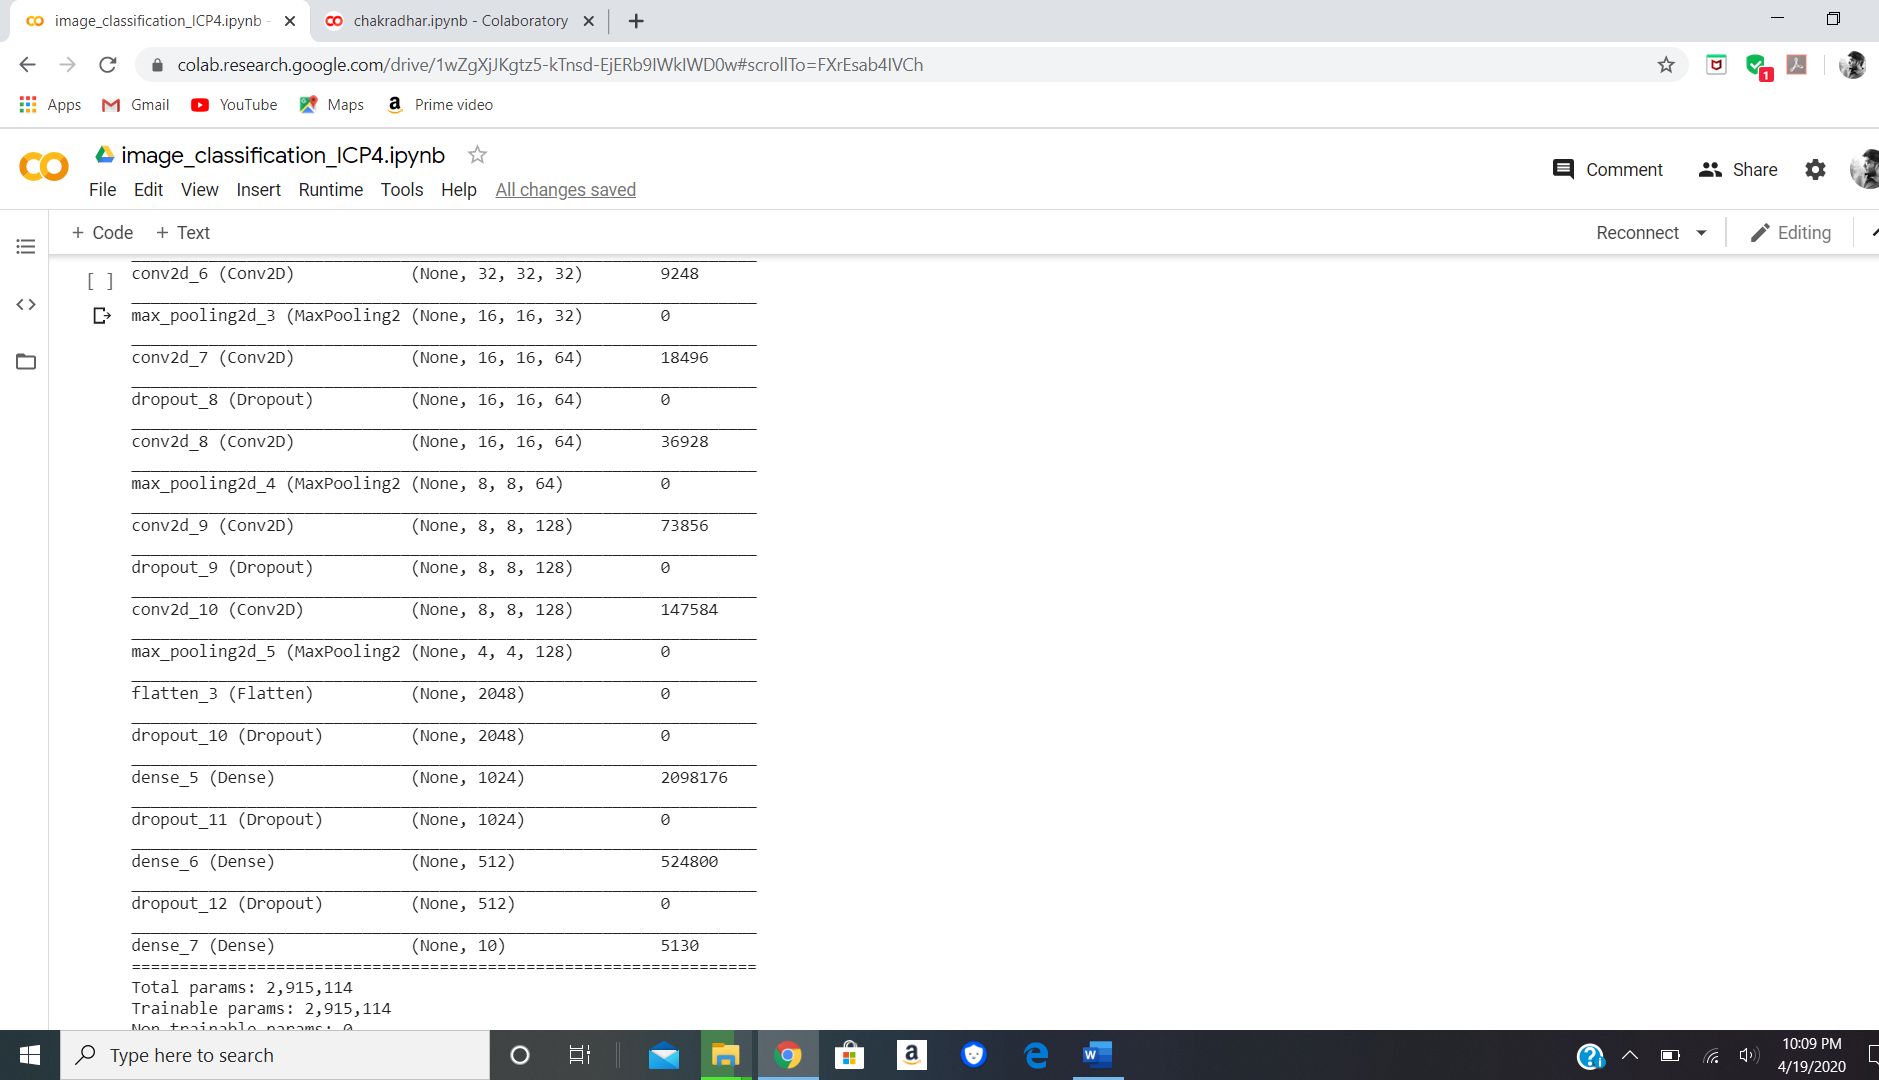 image_classification_ICP4.ipynb -
chakradhar.ipynb - Colaboratory
colab.research.google.com/drive/1wZgXjJKgtz5-kTnsd-EjERb9IWkIWD0w#scrollTo=FXrEsab4IVCh
1
Apps Gmail YouTube Maps Prime video
image_classification_ICP4.ipynb
Comment Share
File Edit View Insert Runtime Tools Help All changes saved
+ Code + Text Reconnect Editing
[ ] conv2d_6 (Conv2D) (None, 32, 32, 32) 9248
max_pooling2d_3 (MaxPooling2 (None, 16, 16, 32) 0
conv2d_7 (Conv2D) (None, 16, 16, 64) 18496
dropout_8 (Dropout) (None, 16, 16, 64) 0
conv2d_8 (Conv2D) (None, 16, 16, 64) 36928
max_pooling2d_4 (MaxPooling2 (None, 8, 8, 64) 0
conv2d_9 (Conv2D) (None, 8, 8, 128) 73856
dropout_9 (Dropout) (None, 8, 8, 128) 0
conv2d_10 (Conv2D) (None, 8, 8, 128) 147584
max_pooling2d_5 (MaxPooling2 (None, 4, 4, 128) 0
flatten_3 (Flatten) (None, 2048) 0
dropout_10 (Dropout) (None, 2048) 0
dense_5 (Dense) (None, 1024) 2098176
dropout_11 (Dropout) (None, 1024) 0
dense_6 (Dense) (None, 512) 524800
dropout_12 (Dropout) (None, 512) 0
dense_7 (Dense) (None, 10) 5130
=================================================================
Total params: 2,915,114
Trainable params: 2,915,114
Non-trainable params: 0
Type here to search
10:09 PM
4/19/2020